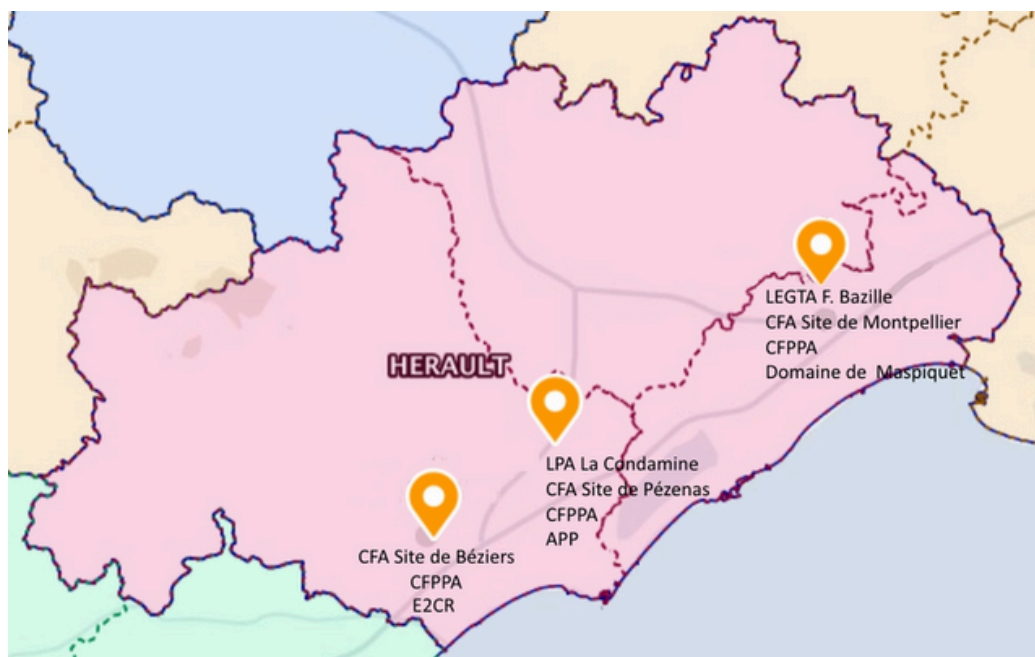 LEGTA F. Bazille
CFA Site de Montpellier
CFPPA
Domaine de Maspiquet
HERAULT
LPA La Condamine
CFA Site de Pézenas
CFPPA
APP
CFA Site de Béziers
CFPPA
E2CR